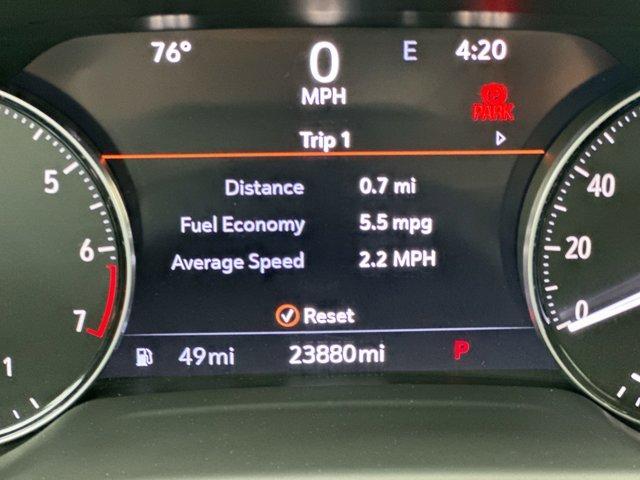 76° 0 E 4:20
MPH
PARK
Trip 1
Distance 0.7 mi
Fuel Economy 5.5 mpg
Average Speed 2.2 MPH
Reset
49mi 23880mi P
5
6
7
1
40
20
0